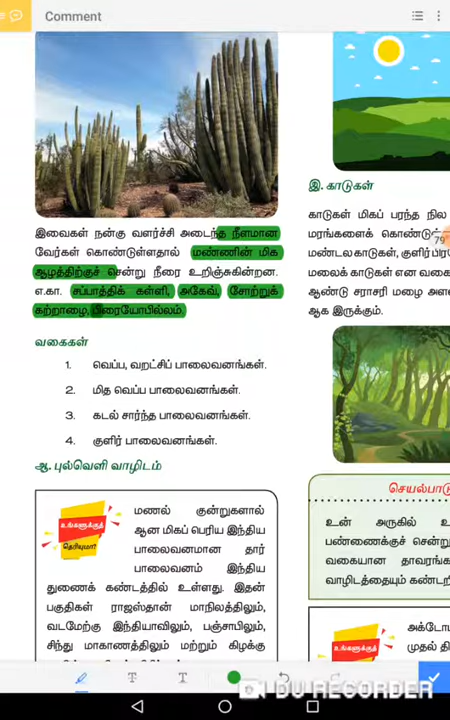 Comment
இவைகள் நன்கு வளர்ச்சி அடைந்த நீளமான
வேர்கள் கொண்டுள்ளதால் மண்ணின் மிக
ஆழத்திற்குச் சென்று நீரை உறிஞ்சுகின்றன.
எ.கா. சப்பாத்திக் கள்ளி, அகேவ், சோற்றுக்
கற்றாழை, பிரையோபில்லம்.
வகைகள்
1. வெப்ப, வறட்சிப் பாலைவனங்கள்.
2. மித வெப்ப பாலைவனங்கள்.
3. கடல் சார்ந்த பாலைவனங்கள்.
4. குளிர் பாலைவனங்கள்.
ஆ. புல்வெளி வாழிடம்
உங்களுக்குத்
தெரியுமா?
மணல் குன்றுகளால்
ஆன மிகப் பெரிய இந்திய
பாலைவனமான தார்
பாலைவனம் இந்திய
துணைக் கண்டத்தில் உள்ளது. இதன்
பகுதிகள் ராஜஸ்தான் மாநிலத்திலும்,
வடமேற்கு இந்தியாவிலும், பஞ்சாபிலும்,
சிந்து மாகாணத்திலும் மற்றும் கிழக்கு
இ. காடுகள்
காடுகள் மிகப் பரந்த நில
மரங்களைக் கொண்டுள்
79
மண்டல காடுகள், குளிர் பிர
மலைக் காடுகள் என வகை
ஆண்டு சராசரி மழை அள
ஆக இருக்கும்.
செயல்பாடு
உன் அருகில் உ
பண்ணைக்குச் சென்று
வகையான தாவரங்க
வாழிடத்தையும் கண்டறி
அக்டோ
முதல் தி
உங்களுக்குத்
T T
DU RECORDER